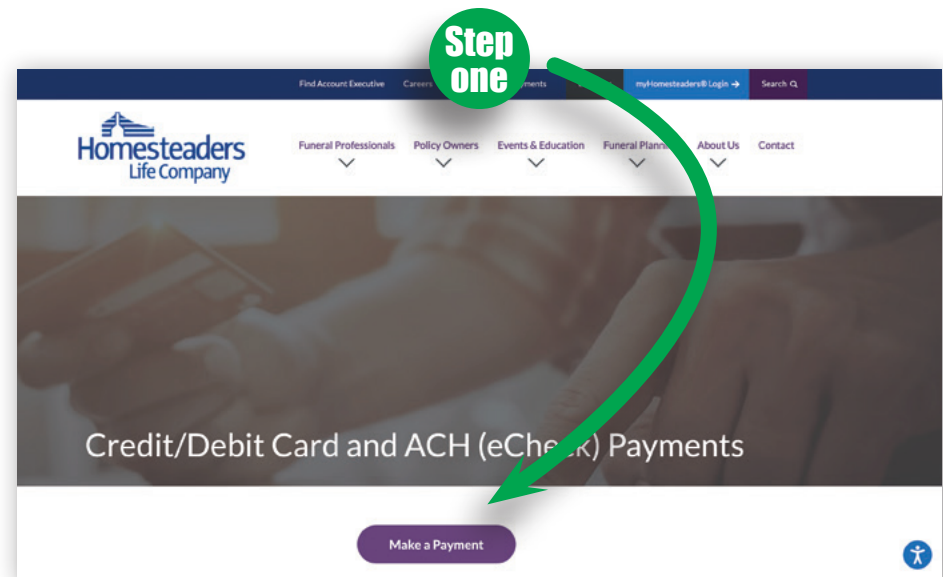 Step
one
Find Account Executive Careers myHomesteaders® Login → Search
Homesteaders
Life Company
Funeral Professionals Policy Owners Events & Education Funeral About Us Contact
Credit/Debit Card and ACH (eCheck) Payments
Make a Payment